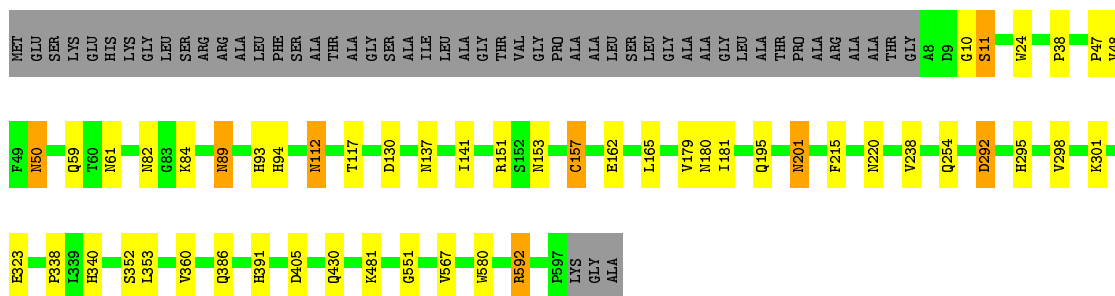 MET GLU SER SER LYS GLU HIS LYS GLY LEU SER ARG ARG ALA LEU PHE SER ALA THR ALA GLY SER ALA ILE LEU ALA GLY THR VAL GLY PRO ALA ALA LEU SER LEU GLY ALA ALA GLY LEU ALA THR PRO ALA ARG ALA ALA THR GLY A8 D9 G10 S11 W24 P38 P47 V48
F49 N50 Q59 T60 N61 N82 G83 K84 N89 H93 H94 N112 T117 D130 N137 I141 R151 S152 N153 C157 E162 L165 V179 N180 I181 Q195 N201 F215 N220 V238 Q254 D292 H295 V298 K301
E323 P338 L339 H340 S352 L353 V360 Q386 H391 D405 Q430 K481 G551 V567 W580 R592 P597 LYS GLY ALA